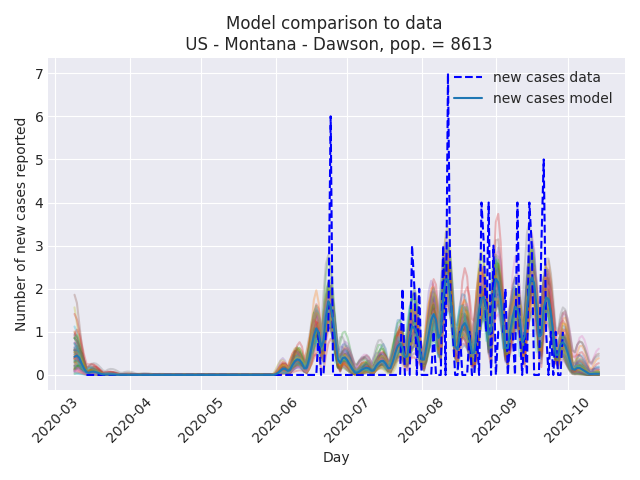 Model comparison to data
US - Montana - Dawson, pop. = 8613
new cases data
new cases model
Number of new cases reported
7
6
5
4
3
2
1
0
2020-03
2020-04
2020-05
2020-06
2020-07
2020-08
2020-09
2020-10
Day